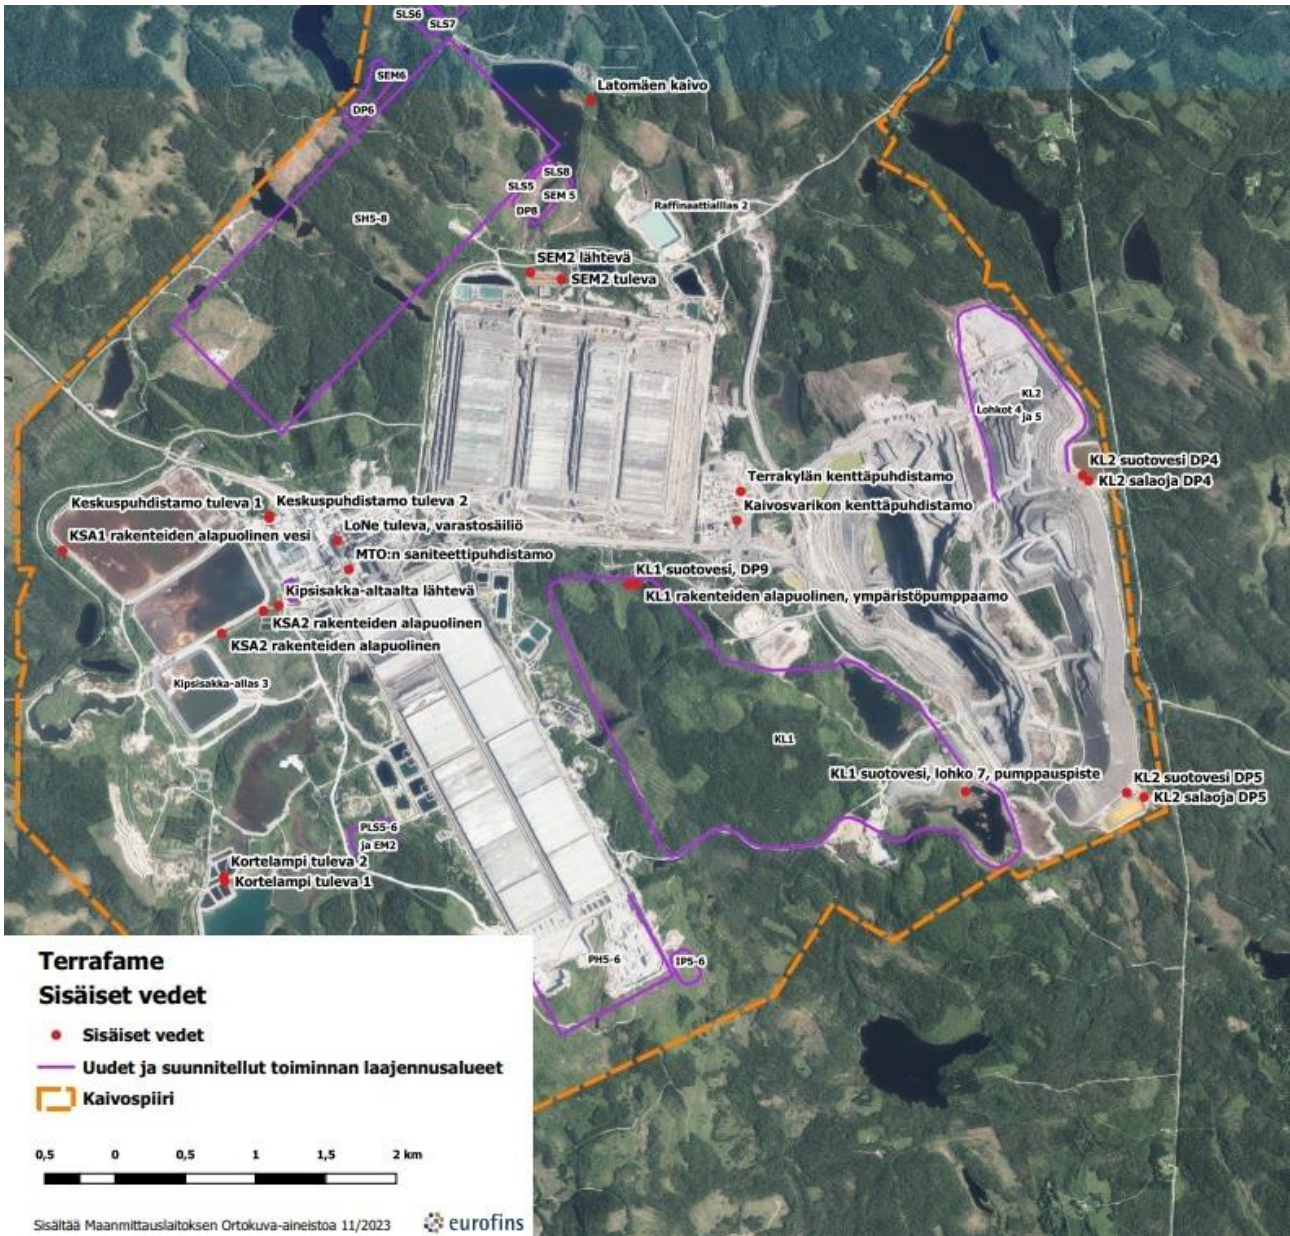 SLS6
SLS7
SEM6
DP6
Latomäen kaivo
SLS8
SLS5
SEM 5
DP8
SH5-8
Raffinaattiallas 2
SEM2 lähtevä
SEM2 tuleva
KL2
Lohkot 4
ja 5
KL2 suotovesi DP4
KL2 salaoja DP4
Terrakylän kenttäpuhdistamo
Kaivosvarikon kenttäpuhdistamo
Keskuspuhdistamo tuleva 1
Keskuspuhdistamo tuleva 2
LoNe tuleva, varastosäiliö
KSA1 rakenteiden alapuolinen vesi
MTO:n saniteettipuhdistamo
KL1 suotovesi, DP9
KL1 rakenteiden alapuolinen, ympäristöpumppaamo
Kipsisakka-altaalta lähtevä
KSA2 rakenteiden alapuolinen
KSA2 rakenteiden alapuolinen
Kipsisakka-allas 3
KL1
KL1 suotovesi, lohko 7, pumppauspiste
KL2 suotovesi DP5
KL2 salaoja DP5
PLS5-6
ja EM2
Kortelampi tuleva 2
Kortelampi tuleva 1
PH5-6
IP5-6
Terrafame
Sisäiset vedet
Sisäiset vedet
Uudet ja suunnitellut toiminnan laajennusalueet
Kaivospiiri
0,5 0 0,5 1 1,5 2 km
Sisältää Maanmittauslaitoksen Ortokuva-aineistoa 11/2023
eurofins